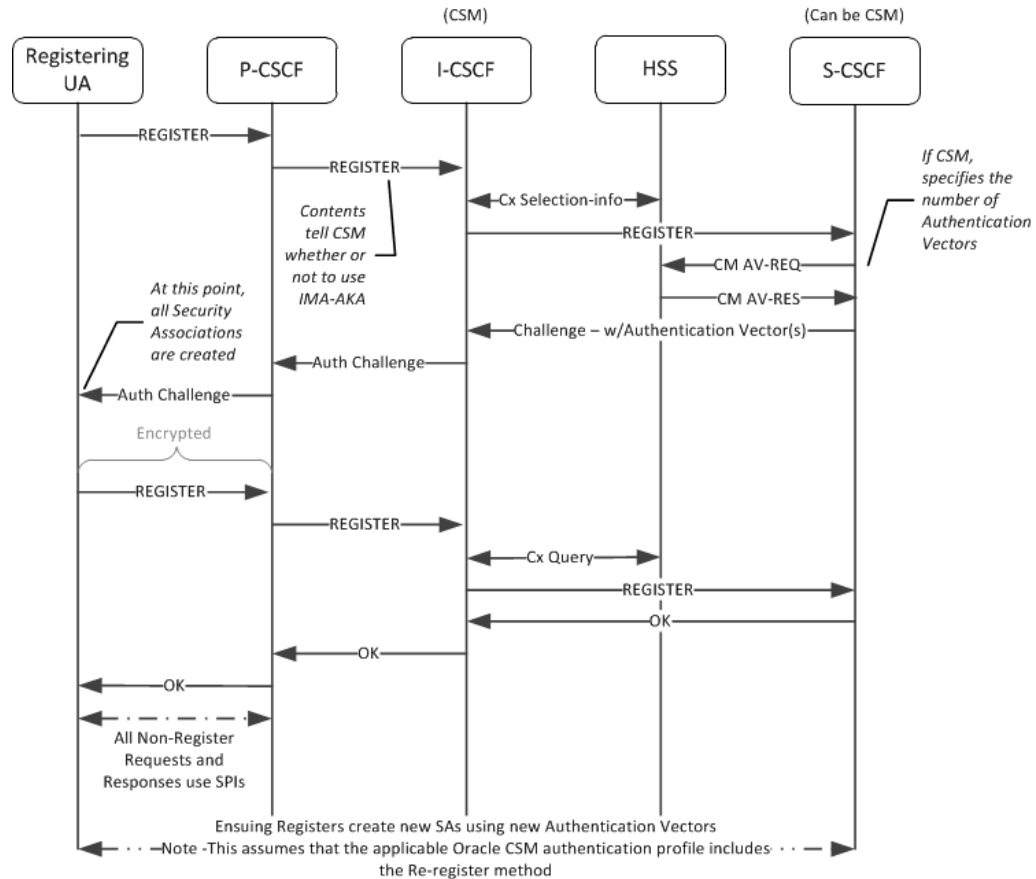 (CSM)
(Can be CSM)
Registering
UA
P-CSCF
I-CSCF
HSS
S-CSCF
REGISTER
REGISTER
If CSM,
specifies the
number of
Authentication
Vectors
Cx Selection-info
Contents
tell CSM
whether or
not to use
IMA-AKA
REGISTER
CM AV-REQ
At this point,
all Security
Associations
are created
CM AV-RES
Challenge – w/Authentication Vector(s)
Auth Challenge
Auth Challenge
Encrypted
REGISTER
REGISTER
Cx Query
REGISTER
OK
OK
OK
All Non-Register
Requests and
Responses use SPIs
Ensuing Registers create new SAs using new Authentication Vectors
Note -This assumes that the applicable Oracle CSM authentication profile includes
the Re-register method